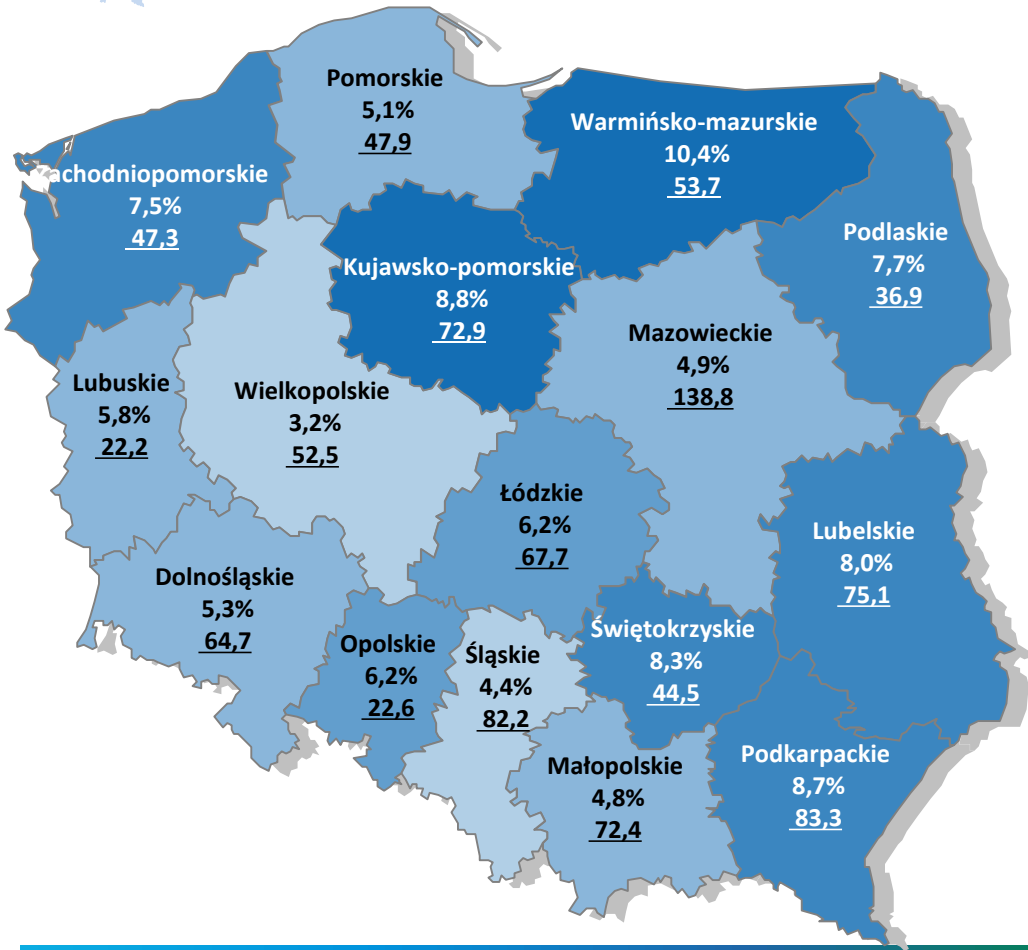 Pomorskie
5,1%
47,9
Warmińsko-mazurskie
10,4%
53,7
achodniopomorskie
7,5%
47,3
Podlaskie
7,7%
36,9
Kujawsko-pomorskie
8,8%
72,9
Mazowieckie
4,9%
138,8
Lubuskie
5,8%
22,2
Wielkopolskie
3,2%
52,5
Łódzkie
6,2%
67,7
Lubelskie
8,0%
75,1
Dolnośląskie
5,3%
64,7
Opolskie
6,2%
22,6
Śląskie
4,4%
82,2
Świętokrzyskie
8,3%
44,5
Małopolskie
4,8%
72,4
Podkarpackie
8,7%
83,3